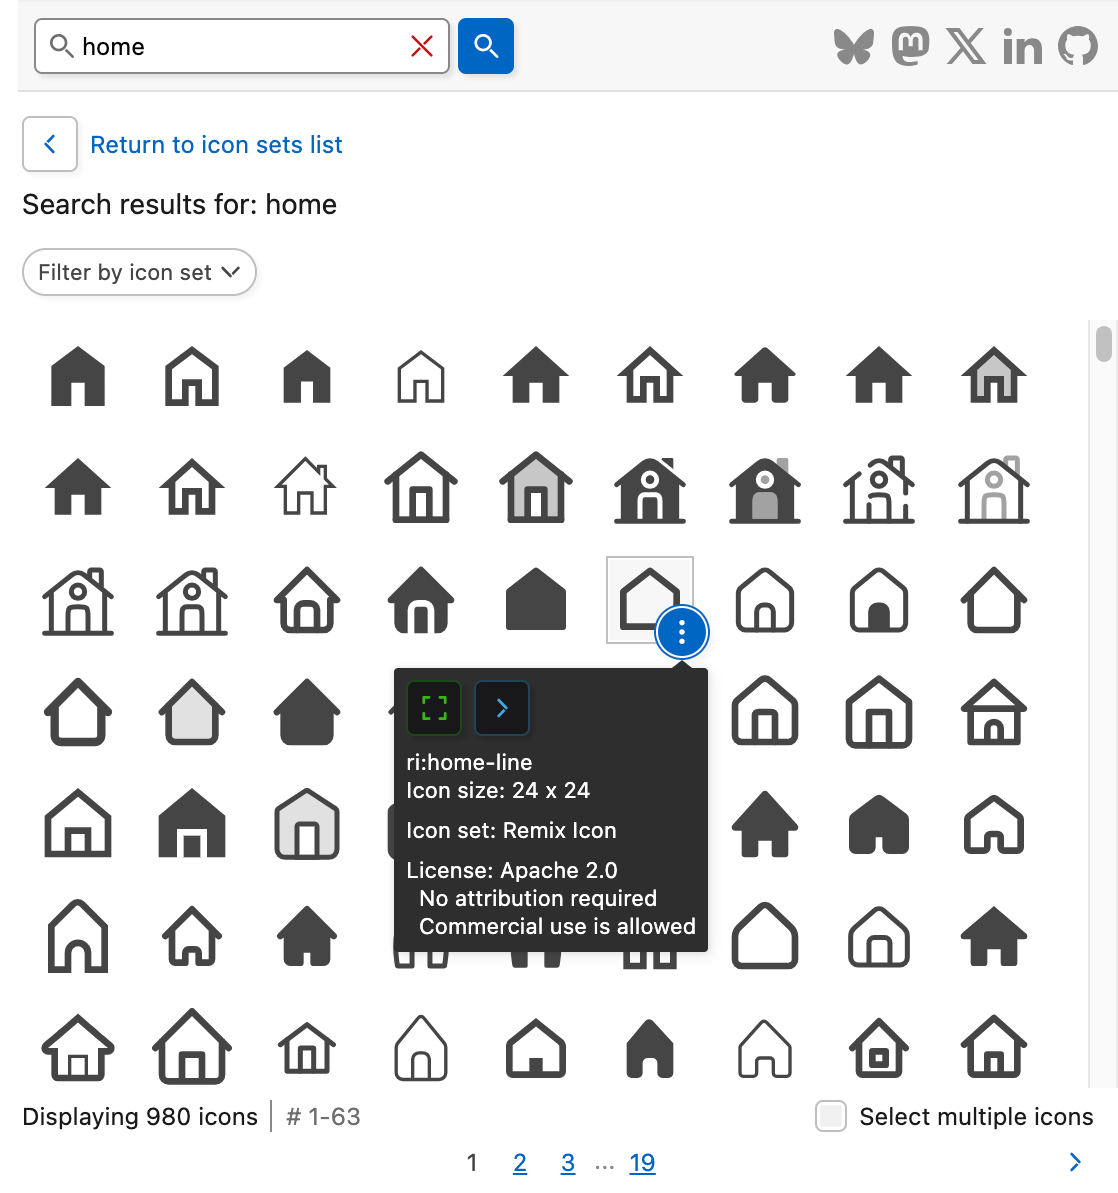 home
Return to icon sets list
Search results for: home
Filter by icon set
ri:home-line
Icon size: 24 x 24
Icon set: Remix Icon
License: Apache 2.0
No attribution required
Commercial use is allowed
Displaying 980 icons # 1-63
Select multiple icons
1 2 3 ... 19